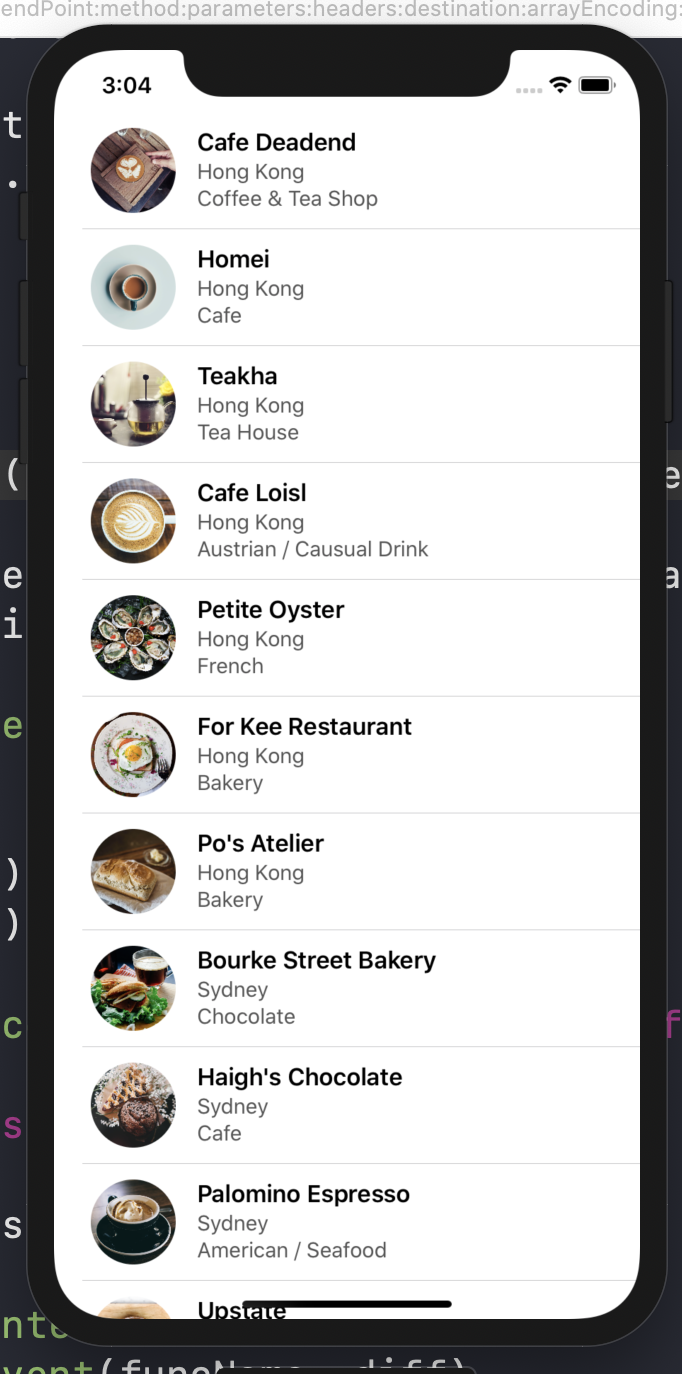 endPoint:method:parameters:headers:destination:arrayEncoding:
3:04
Cafe Deadend
Hong Kong
Coffee & Tea Shop
Homei
Hong Kong
Cafe
Teakha
Hong Kong
Tea House
Cafe Loisl
Hong Kong
Austrian / Causual Drink
Petite Oyster
Hong Kong
French
For Kee Restaurant
Hong Kong
Bakery
Po's Atelier
Hong Kong
Bakery
Bourke Street Bakery
Sydney
Chocolate
Haigh's Chocolate
Sydney
Cafe
Palomino Espresso
Sydney
American / Seafood
Upstate